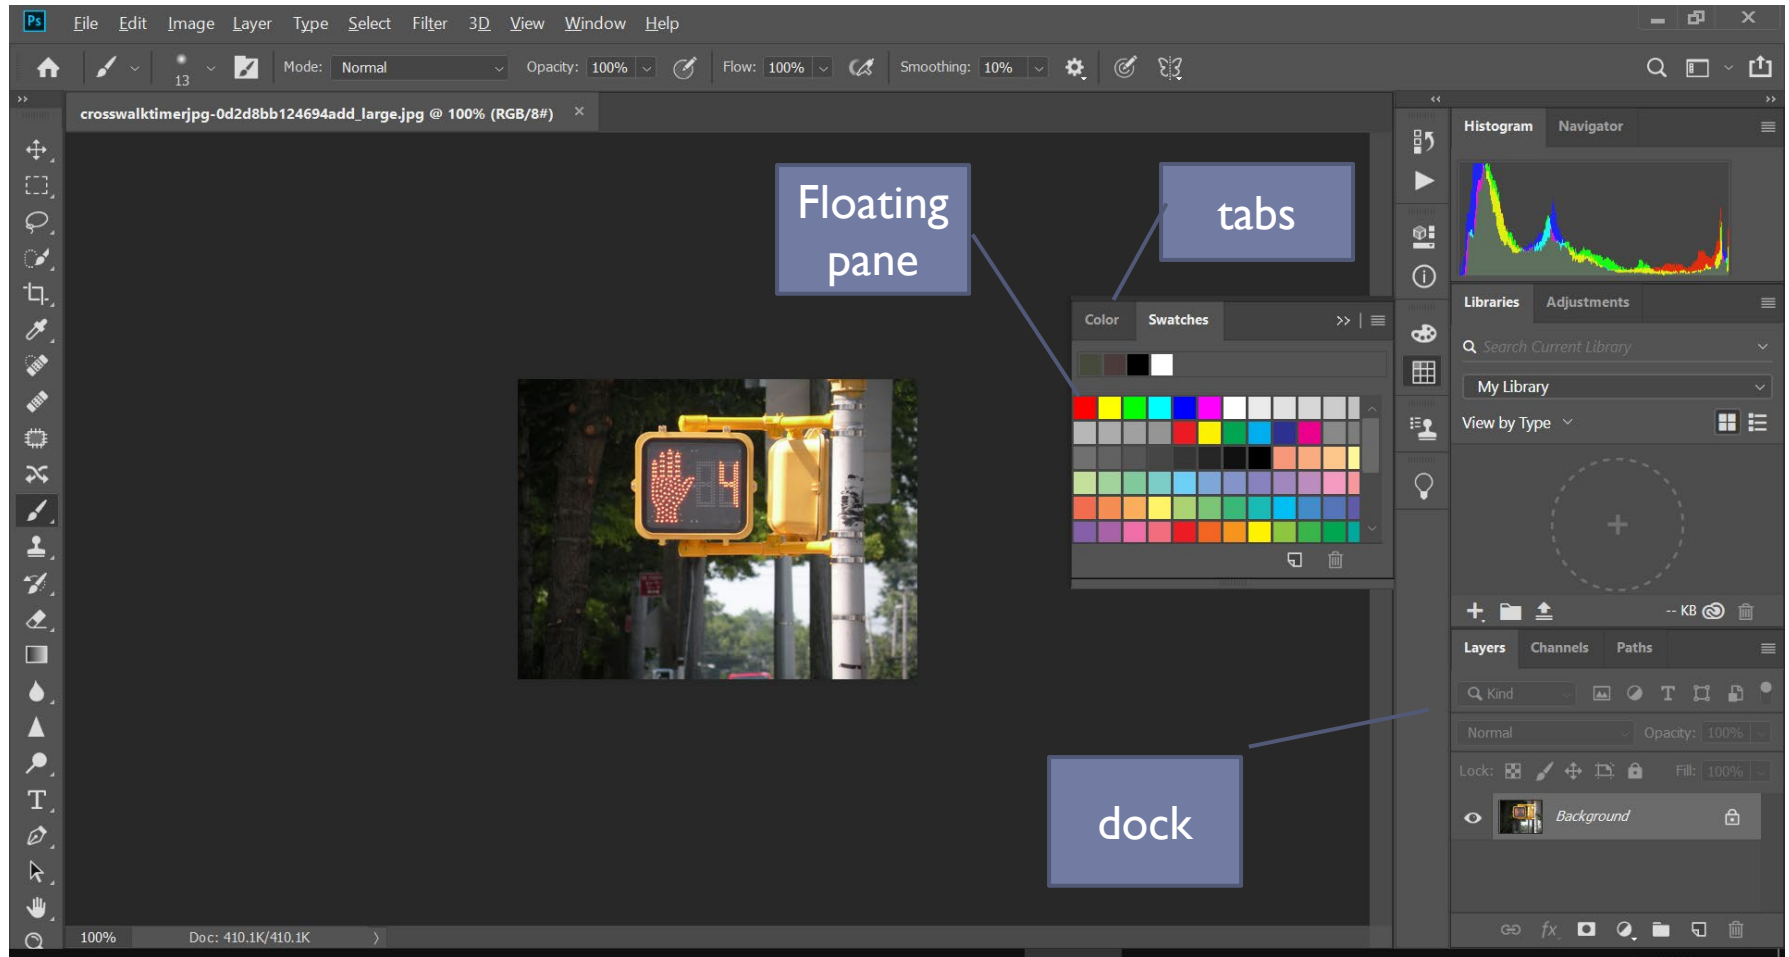 Ps File Edit Image Layer Type Select Filter 3D View Window Help
13 Mode: Normal Opacity: 100% Flow: 100% Smoothing: 10%
crosswalktimerjpg-0d2d8bb124694add_large.jpg @ 100% (RGB/8#) ×
Histogram Navigator
Floating
pane
tabs
Color Swatches
4
Libraries Adjustments
Search Current Library
My Library
View by Type
-- KB
Layers Channels Paths
Kind
Normal Opacity: 100%
Lock: Fill: 100%
Background
dock
fx
100% Doc: 410.1K/410.1K